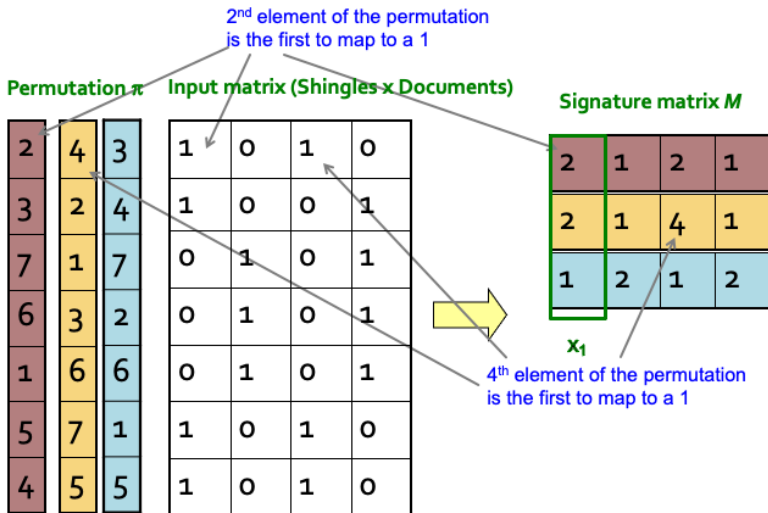 2nd element of the permutation
is the first to map to a 1
Permutation π Input matrix (Shingles x Documents)
Signature matrix M
2 4 3 1 0 1 0
3 2 4 1 0 0 1
7 1 7 0 1 0 1
6 3 2 0 1 0 1
1 6 6 0 1 0 1
5 7 1 1 0 1 0
4 5 5 1 0 1 0
2 1 2 1
2 1 4 1
1 2 1 2
x1
4th element of the permutation
is the first to map to a 1